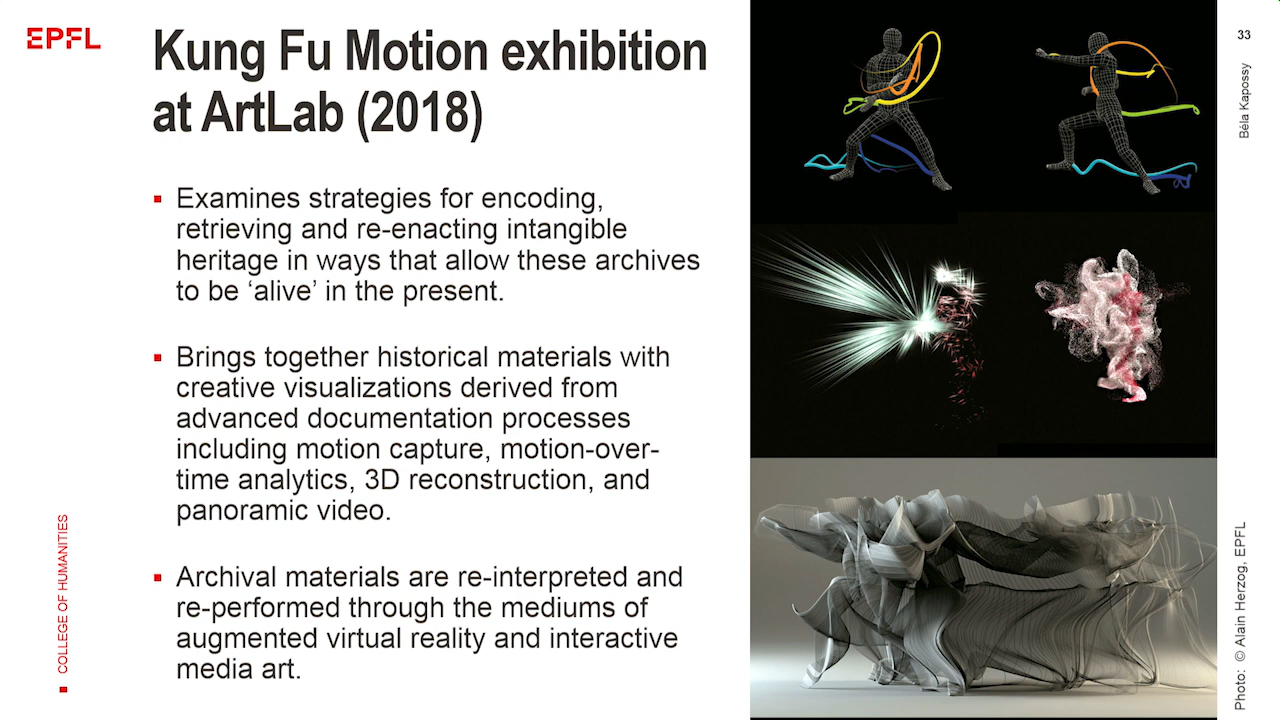 EPFL
Kung Fu Motion exhibition
at ArtLab (2018)
▪ Examines strategies for encoding,
retrieving and re-enacting intangible
heritage in ways that allow these archives
to be ‘alive’ in the present.
▪ Brings together historical materials with
creative visualizations derived from
advanced documentation processes
including motion capture, motion-over-
time analytics, 3D reconstruction, and
panoramic video.
▪ Archival materials are re-interpreted and
re-performed through the mediums of
augmented virtual reality and interactive
media art.
▪ COLLEGE OF HUMANITIES
33
Béla Kapossy
Photo: © Alain Herzog, EPFL